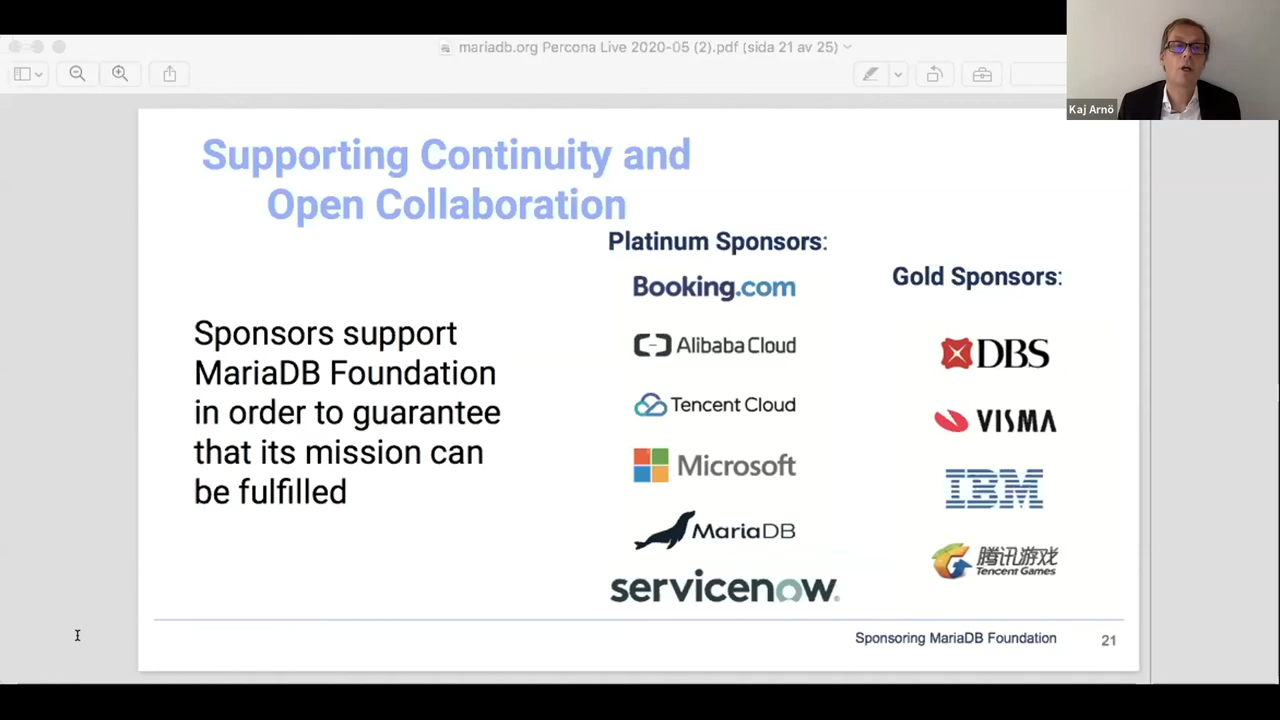 mariadb.org Percona Live 2020-05 (2).pdf (sida 21 av 25)
Kaj Arnö
Supporting Continuity and
Open Collaboration
Sponsors support
MariaDB Foundation
in order to guarantee
that its mission can
be fulfilled
Platinum Sponsors:
Booking.com
Alibaba Cloud
Tencent Cloud
Microsoft
MariaDB
servicenow.
Gold Sponsors:
DBS
VISMA
IBM
腾讯游戏
Tencent Games
Sponsoring MariaDB Foundation
21